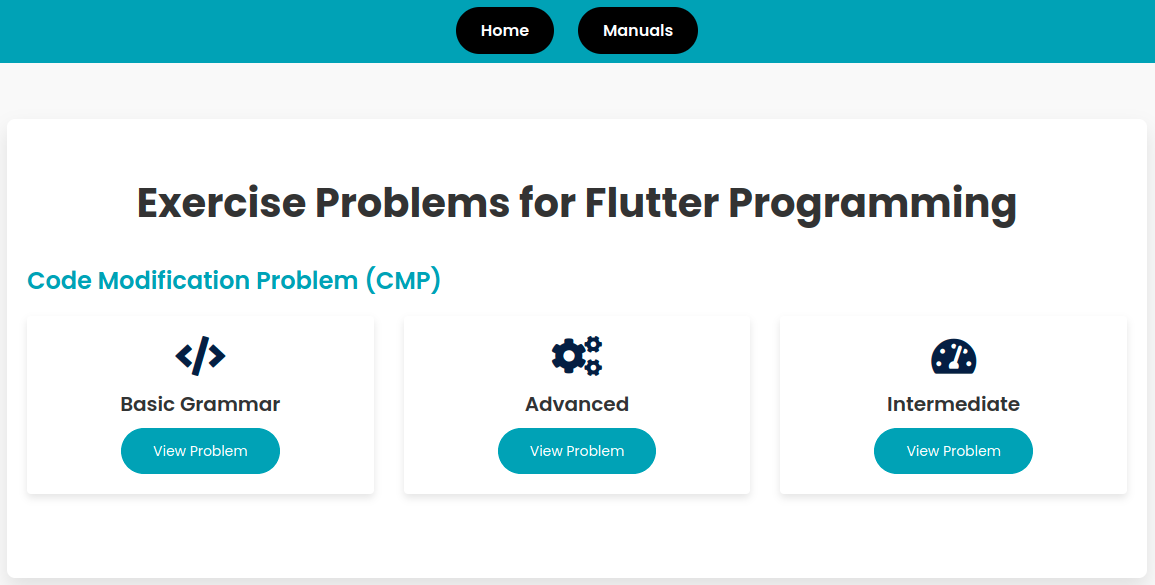 Home Manuals
Exercise Problems for Flutter Programming
Code Modification Problem (CMP)
Basic Grammar
View Problem
Advanced
View Problem
Intermediate
View Problem